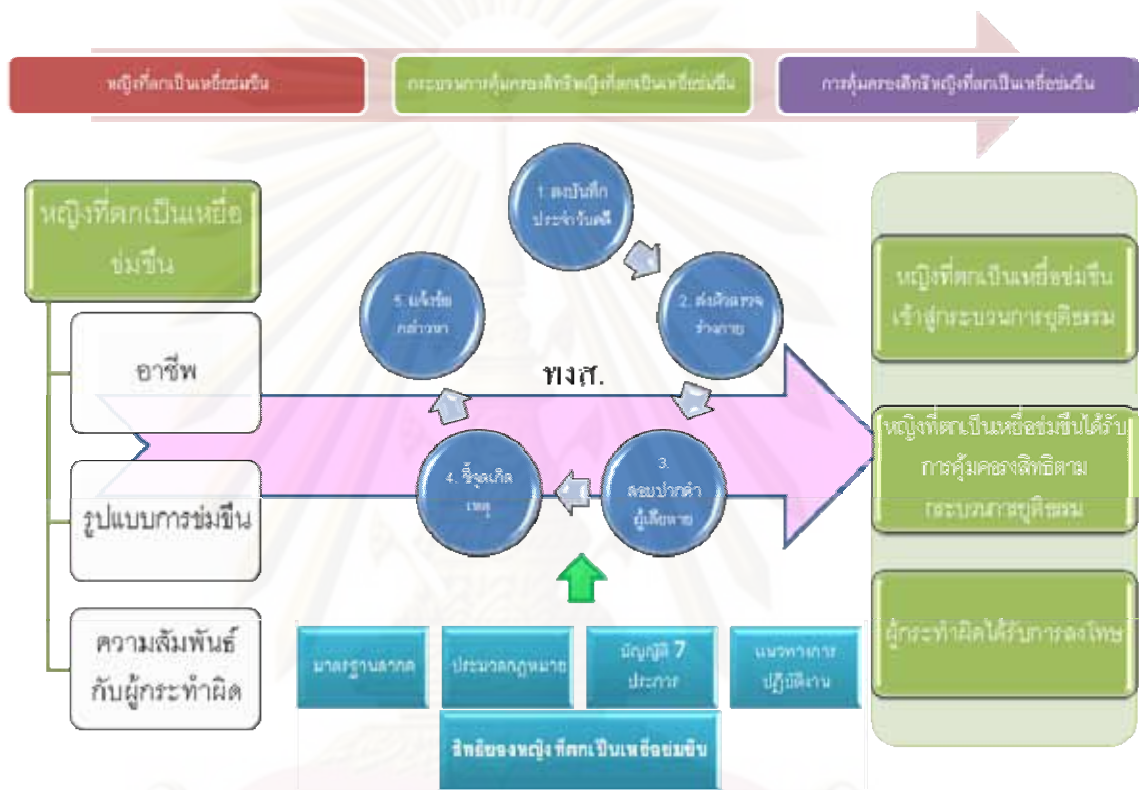 หญิงที่ตกเป็นเหยื่อข่มขืน
กระบวนการคุ้มครองสิทธิหญิงที่ตกเป็นเหยื่อข่มขืน
การคุ้มครองสิทธิหญิงที่ตกเป็นเหยื่อข่มขืน
หญิงที่ตกเป็นเหยื่อ
ข่มขืน
อาชีพ
รูปแบบการข่มขืน
ความสัมพันธ์
กับผู้กระทำผิด
1. ลงบันทึก
ประจำวันคดี
2. ส่งตัวตรวจ
ร่างกาย
3.
สอบปากคำ
ผู้เสียหาย
4. ชี้จุดเกิด
เหตุ
5. แจ้งข้อ
กล่าวหา
พงส.
มาตรฐานสากล
ประมวลกฎหมาย
บัญญัติ 7
ประการ
แนวทางการ
ปฏิบัติงาน
สิทธิของหญิงที่ตกเป็นเหยื่อข่มขืน
หญิงที่ตกเป็นเหยื่อข่มขืน
เข้าสู่กระบวนการยุติธรรม
หญิงที่ตกเป็นเหยื่อข่มขืนได้รับ
การคุ้มครองสิทธิตาม
กระบวนการยุติธรรม
ผู้กระทำผิดได้รับการลงโทษ